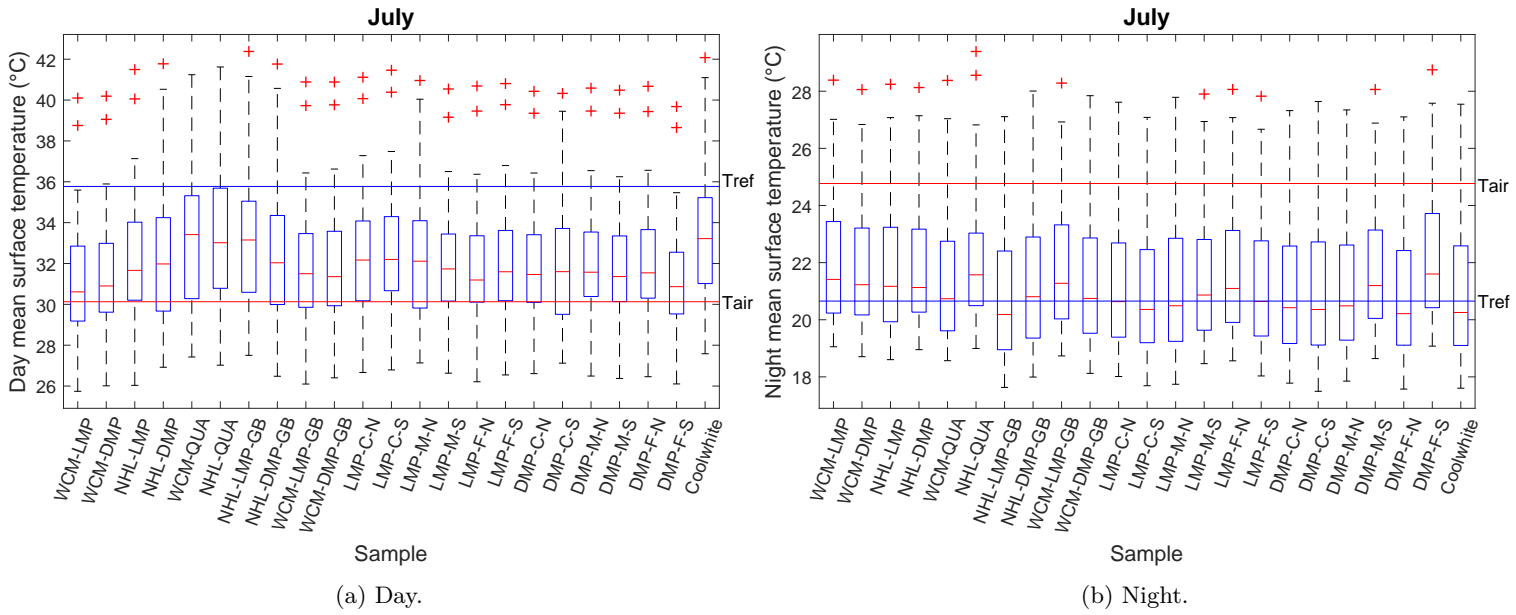 July
Day mean surface temperature (°C)
42
40
38
36
34
32
30
28
26
Tref
Tair
WCM-LMP
WCM-DMP
NHL-LMP
NHL-DMP
WCM-QUA
NHL-QUA
NHL-LMP-GB
NHL-DMP-GB
WCM-LMP-GB
WCM-DMP-GB
LMP-C-N
LMP-C-S
LMP-M-N
LMP-M-S
LMP-F-N
LMP-F-S
DMP-C-N
DMP-C-S
DMP-M-N
DMP-M-S
DMP-F-N
DMP-F-S
Coolwhite
Sample
(a) Day.
July
Night mean surface temperature (°C)
28
26
24
22
20
18
Tair
Tref
WCM-LMP
WCM-DMP
NHL-LMP
NHL-DMP
WCM-QUA
NHL-QUA
NHL-LMP-GB
NHL-DMP-GB
WCM-LMP-GB
WCM-DMP-GB
LMP-C-N
LMP-C-S
LMP-M-N
LMP-M-S
LMP-F-N
LMP-F-S
DMP-C-N
DMP-C-S
DMP-M-N
DMP-M-S
DMP-F-N
DMP-F-S
Coolwhite
Sample
(b) Night.